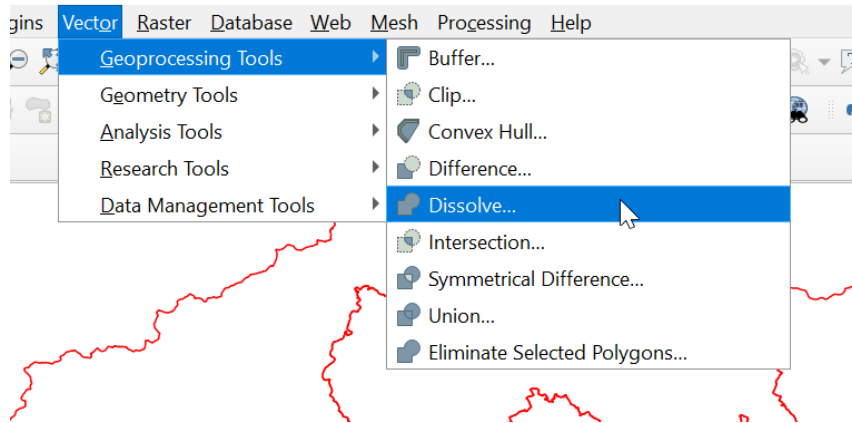 gins Vector Raster Database Web Mesh Processing Help
Geoprocessing Tools
Geometry Tools
Analysis Tools
Research Tools
Data Management Tools
Buffer...
Clip...
Convex Hull...
Difference...
Dissolve...
Intersection...
Symmetrical Difference...
Union...
Eliminate Selected Polygons...